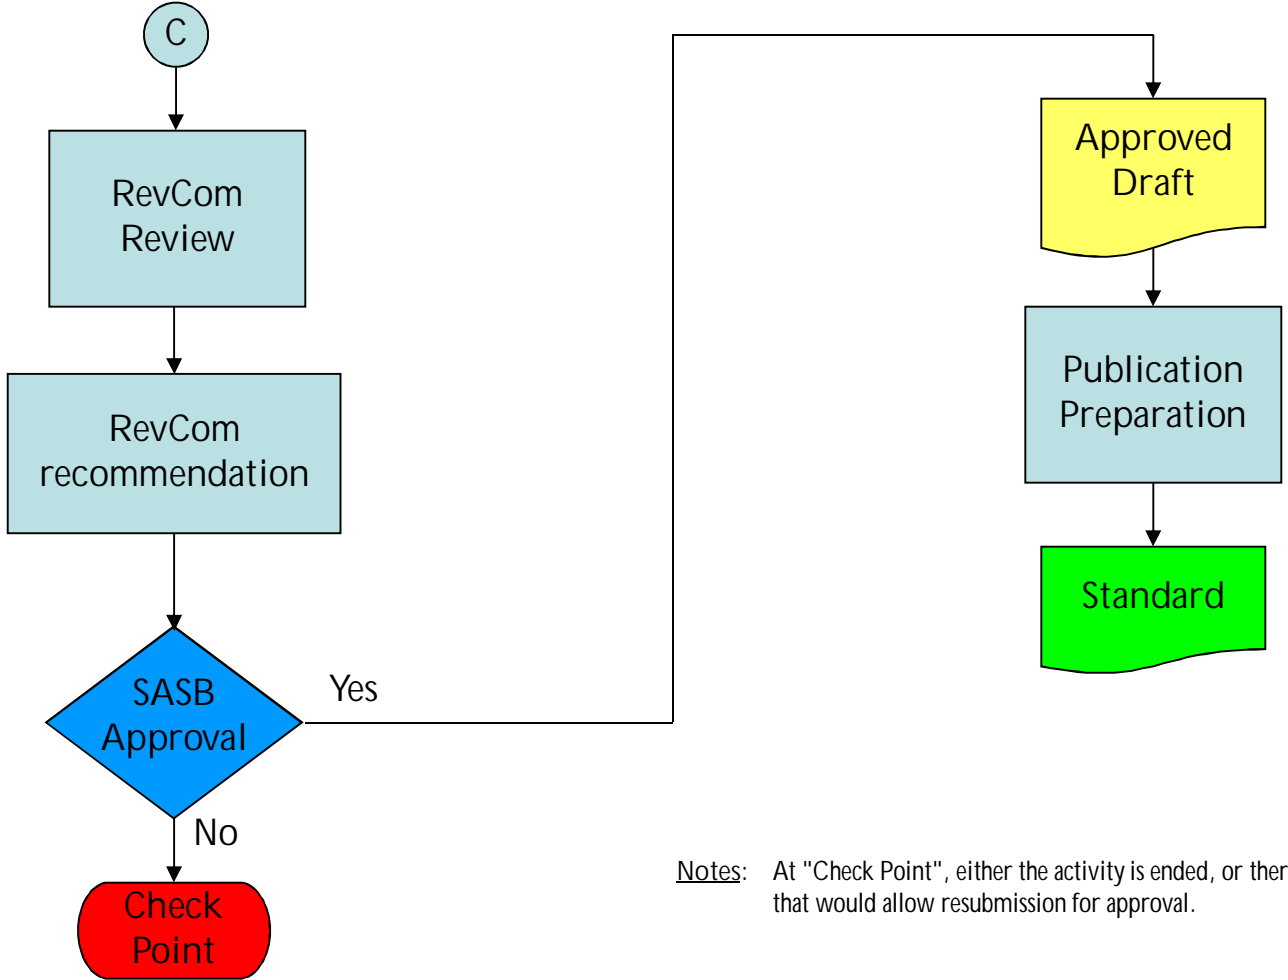 C
RevCom
Review
RevCom
recommendation
SASB
Approval
Yes
No
Check
Point
Approved
Draft
Publication
Preparation
Standard
Notes: At "Check Point", either the activity is ended, or
that would allow resubmission for approval.